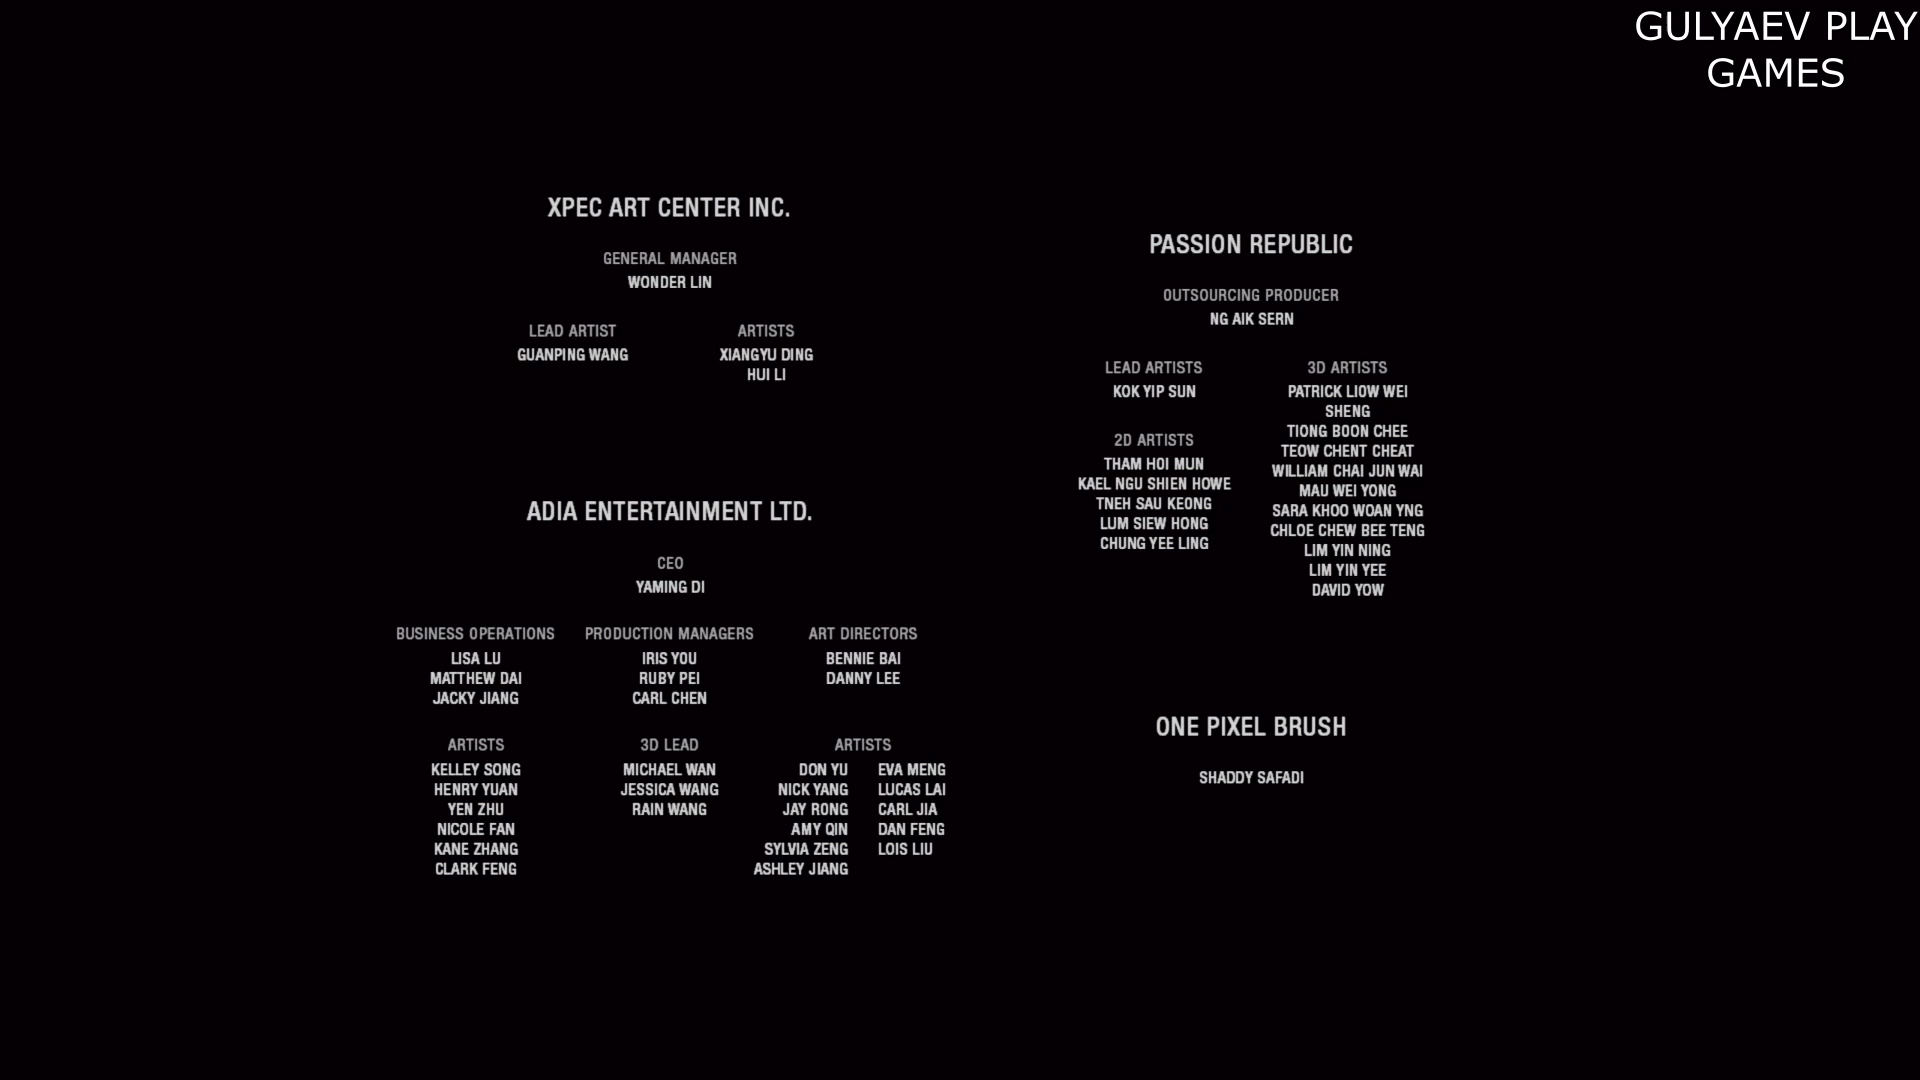 GULYAEV PLAY
GAMES
XPEC ART CENTER INC.
GENERAL MANAGER
WONDER LIN
LEAD ARTIST
GUANPING WANG
ARTISTS
XIANGYU DING
HUI LI
ADIA ENTERTAINMENT LTD.
CEO
YAMING DI
BUSINESS OPERATIONS
LISA LU
MATTHEW DAI
JACKY JIANG
PRODUCTION MANAGERS
IRIS YOU
RUBY PEI
CARL CHEN
ART DIRECTORS
BENNIE BAI
DANNY LEE
ARTISTS
KELLEY SONG
HENRY YUAN
YEN ZHU
NICOLE FAN
KANE ZHANG
CLARK FENG
3D LEAD
MICHAEL WAN
JESSICA WANG
RAIN WANG
ARTISTS
DON YU
NICK YANG
JAY RONG
AMY QIN
SYLVIA ZENG
ASHLEY JIANG
EVA MENG
LUCAS LAI
CARL JIA
DAN FENG
LOIS LIU
PASSION REPUBLIC
OUTSOURCING PRODUCER
NG AIK SERN
LEAD ARTISTS
KOK YIP SUN
2D ARTISTS
THAM HOI MUN
KAEL NGU SHIEN HOWE
TNEH SAU KEONG
LUM SIEW HONG
CHUNG YEE LING
3D ARTISTS
PATRICK LIOW WEI
SHENG
TIONG BOON CHEE
TEOW CHENT CHEAT
WILLIAM CHAI JUN WAI
MAU WEI YONG
SARA KHOO WOAN YNG
CHLOE CHEW BEE TENG
LIM YIN NING
LIM YIN YEE
DAVID YOW
ONE PIXEL BRUSH
SHADDY SAFADI